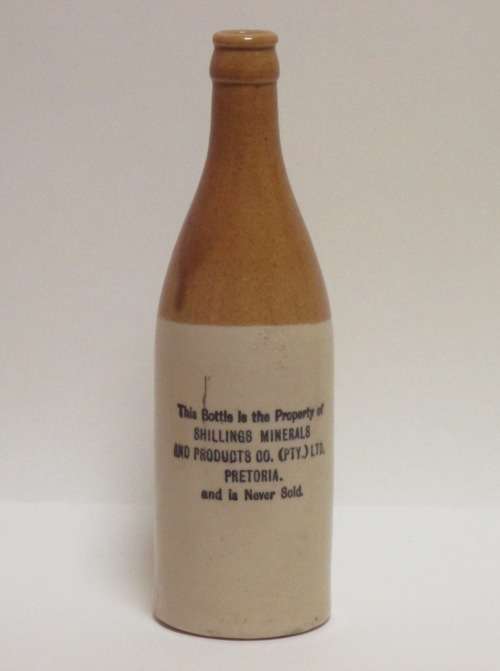 This Bottle is the Property of
SHILLINGS MINERALS
AND PRODUCTS CO. (PTY.) LTD.
PRETORIA.
and is Never Sold.